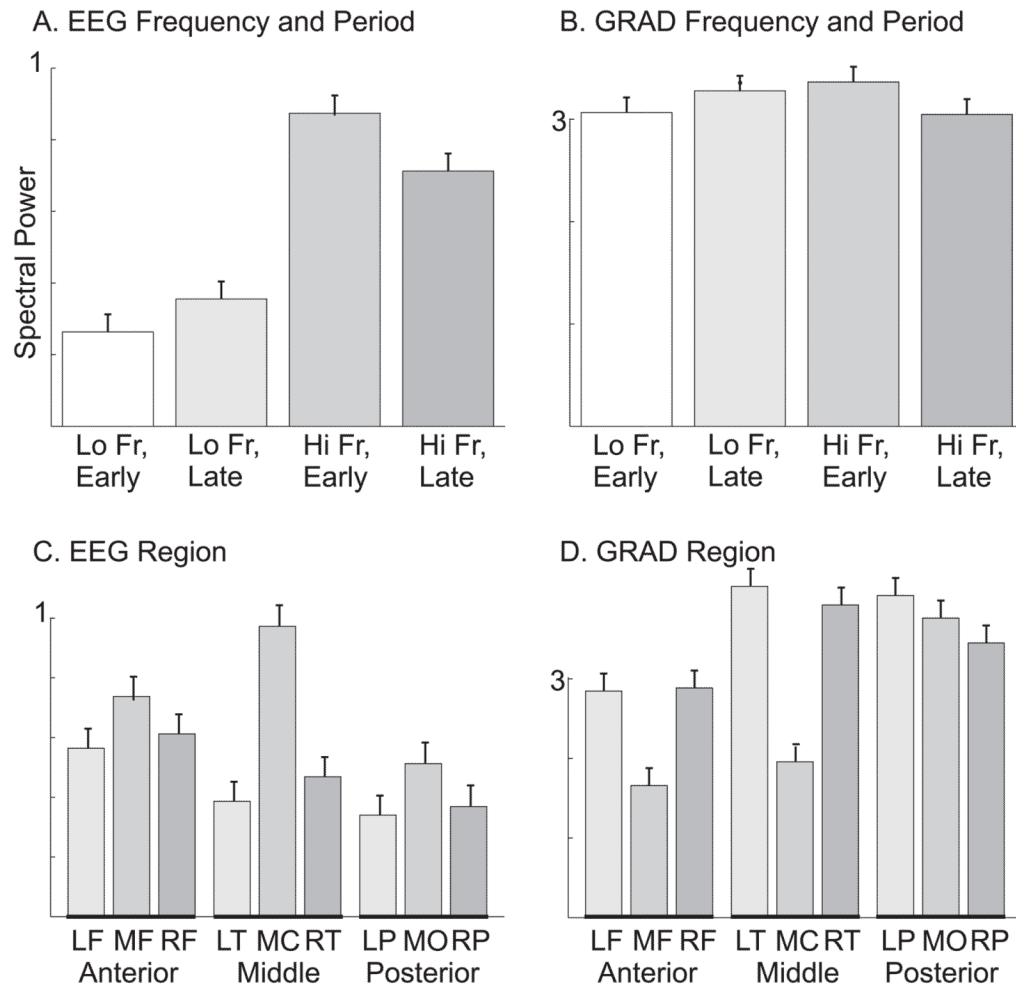 A. EEG Frequency and Period
1
Spectral Power
Lo Fr, Early
Lo Fr, Late
Hi Fr, Early
Hi Fr, Late
B. GRAD Frequency and Period
3
Lo Fr, Early
Lo Fr, Late
Hi Fr, Early
Hi Fr, Late
C. EEG Region
1
LF MF RF LT MC RT LP MO RP
Anterior Middle Posterior
D. GRAD Region
3
LF MF RF LT MC RT LP MO RP
Anterior Middle Posterior